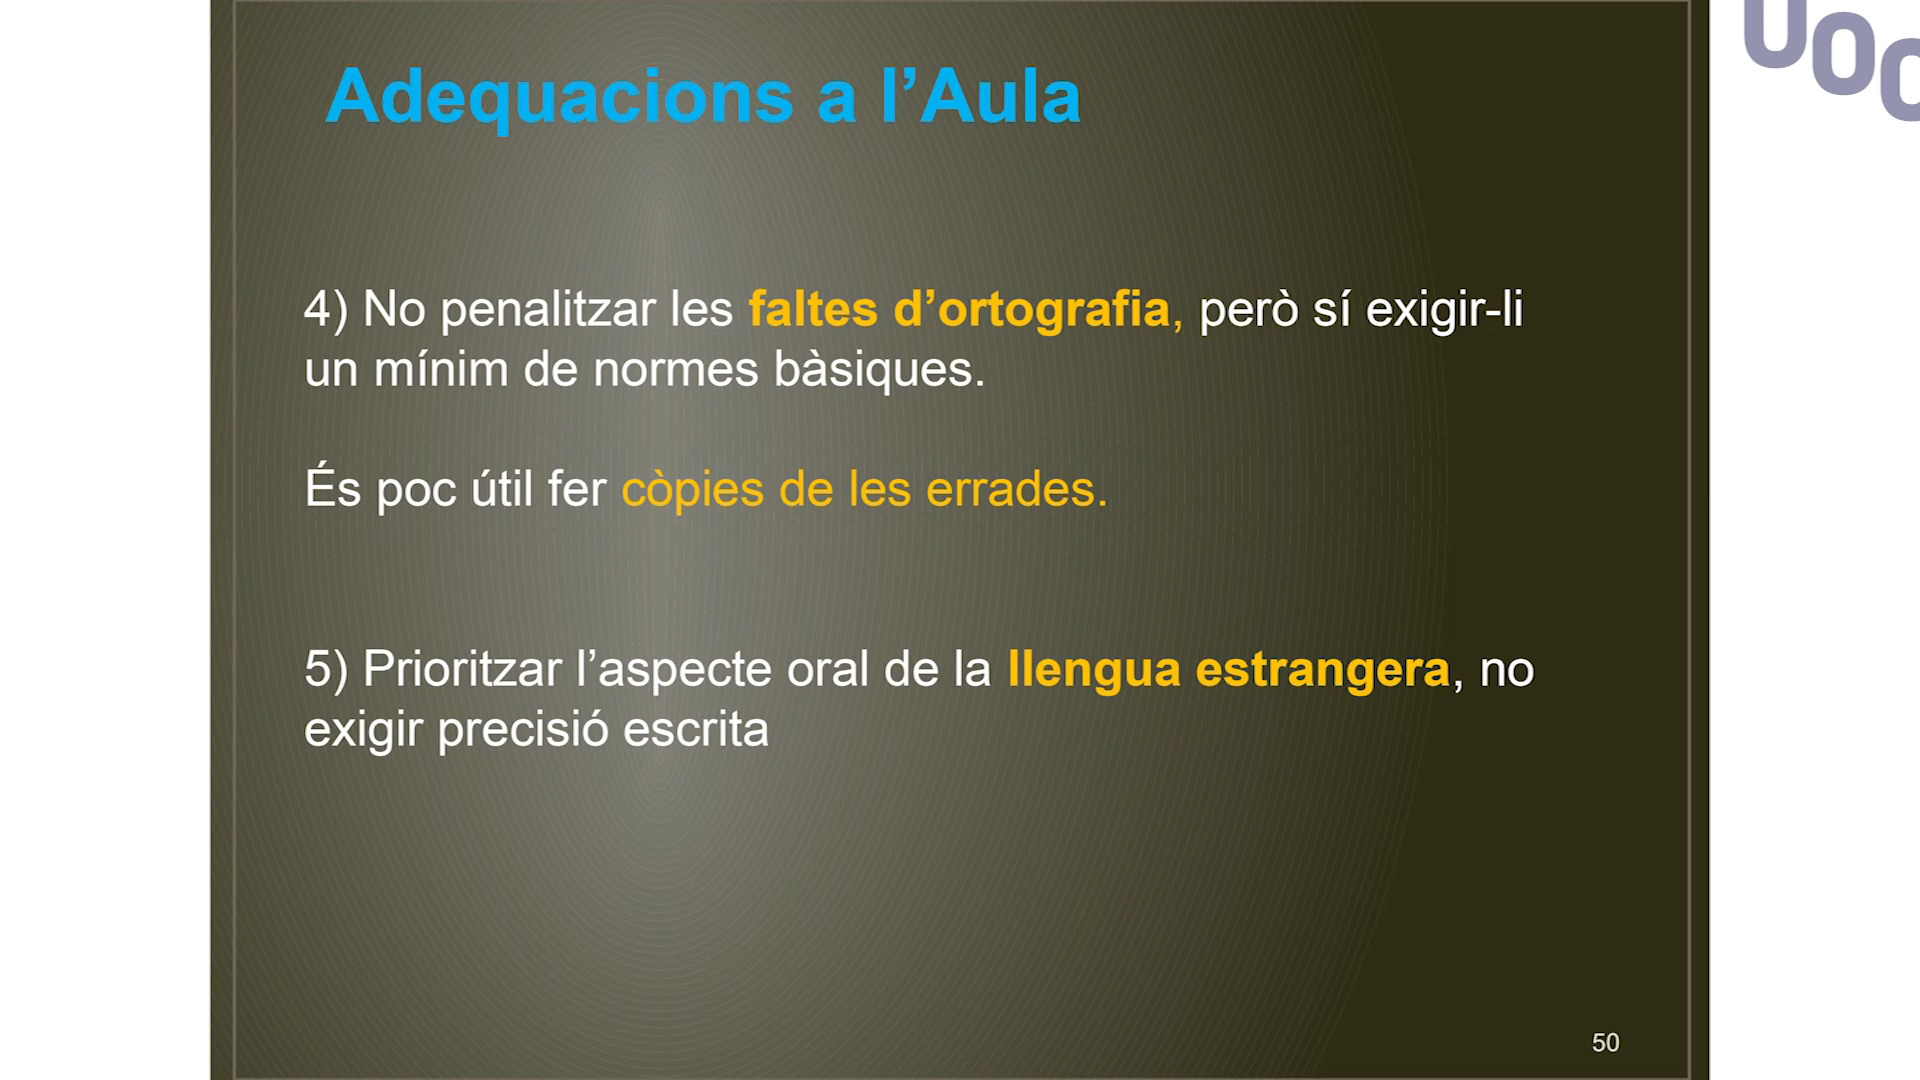 UOC
Adequacions a l’Aula
4) No penalitzar les faltes d’ortografia, però sí exigir-li
un mínim de normes bàsiques.
És poc útil fer còpies de les errades.
5) Prioritzar l’aspecte oral de la llengua estrangera, no
exigir precisió escrita
50